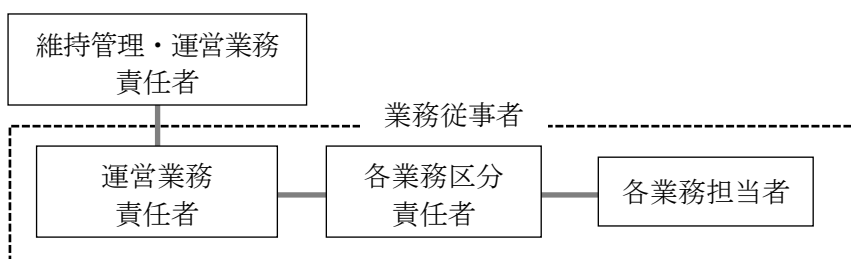 維持管理・運営業務
責任者
業務従事者
運営業務
責任者
各業務区分
責任者
各業務担当者